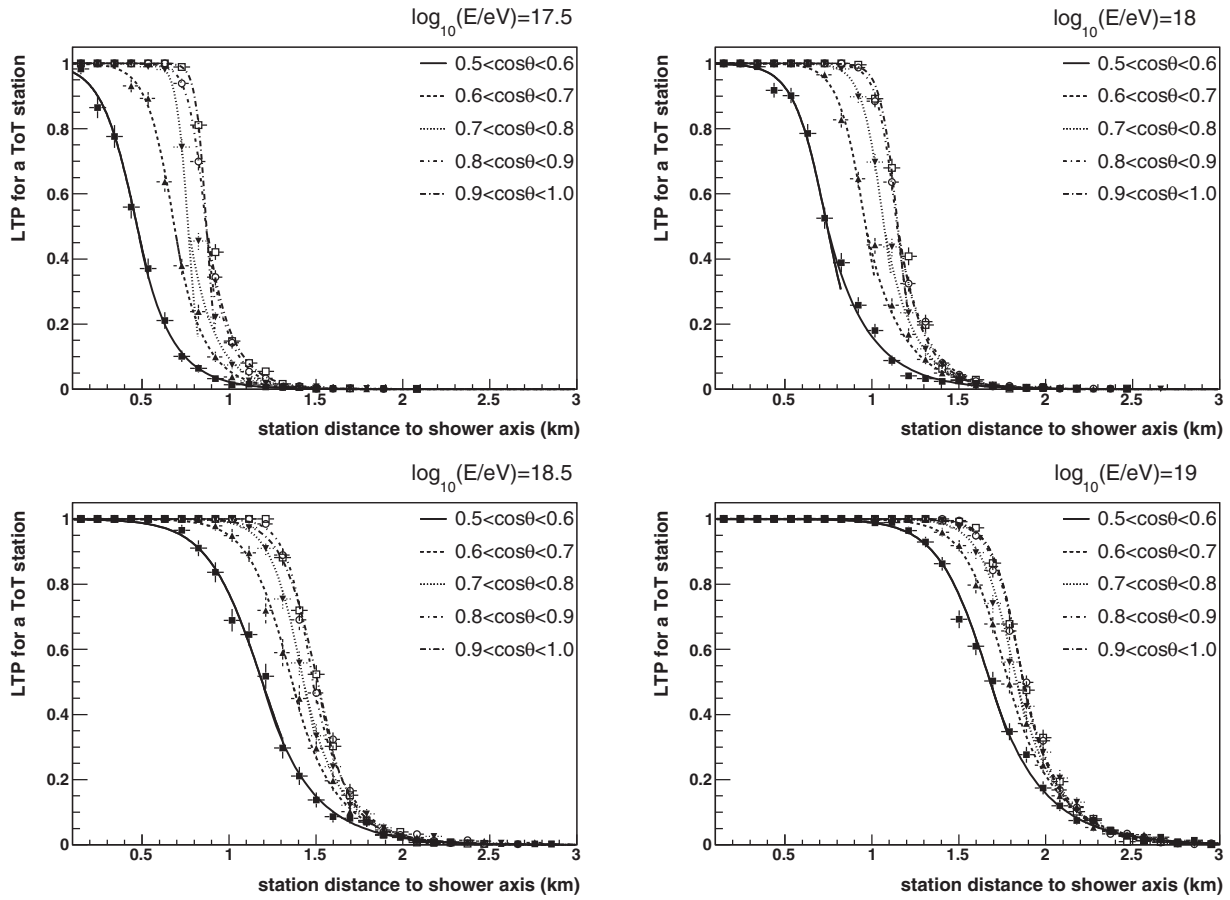 log10(E/eV)=17.5
LTP for a ToT station
1
0.8
0.6
0.4
0.2
0
0.5<cosθ<0.6
0.6<cosθ<0.7
0.7<cosθ<0.8
0.8<cosθ<0.9
0.9<cosθ<1.0
0.5 1 1.5 2 2.5 3
station distance to shower axis (km)
log10(E/eV)=18
LTP for a ToT station
1
0.8
0.6
0.4
0.2
0
0.5<cosθ<0.6
0.6<cosθ<0.7
0.7<cosθ<0.8
0.8<cosθ<0.9
0.9<cosθ<1.0
0.5 1 1.5 2 2.5 3
station distance to shower axis (km)
log10(E/eV)=18.5
LTP for a ToT station
1
0.8
0.6
0.4
0.2
0
0.5<cosθ<0.6
0.6<cosθ<0.7
0.7<cosθ<0.8
0.8<cosθ<0.9
0.9<cosθ<1.0
0.5 1 1.5 2 2.5 3
station distance to shower axis (km)
log10(E/eV)=19
LTP for a ToT station
1
0.8
0.6
0.4
0.2
0
0.5<cosθ<0.6
0.6<cosθ<0.7
0.7<cosθ<0.8
0.8<cosθ<0.9
0.9<cosθ<1.0
0.5 1 1.5 2 2.5 3
station distance to shower axis (km)